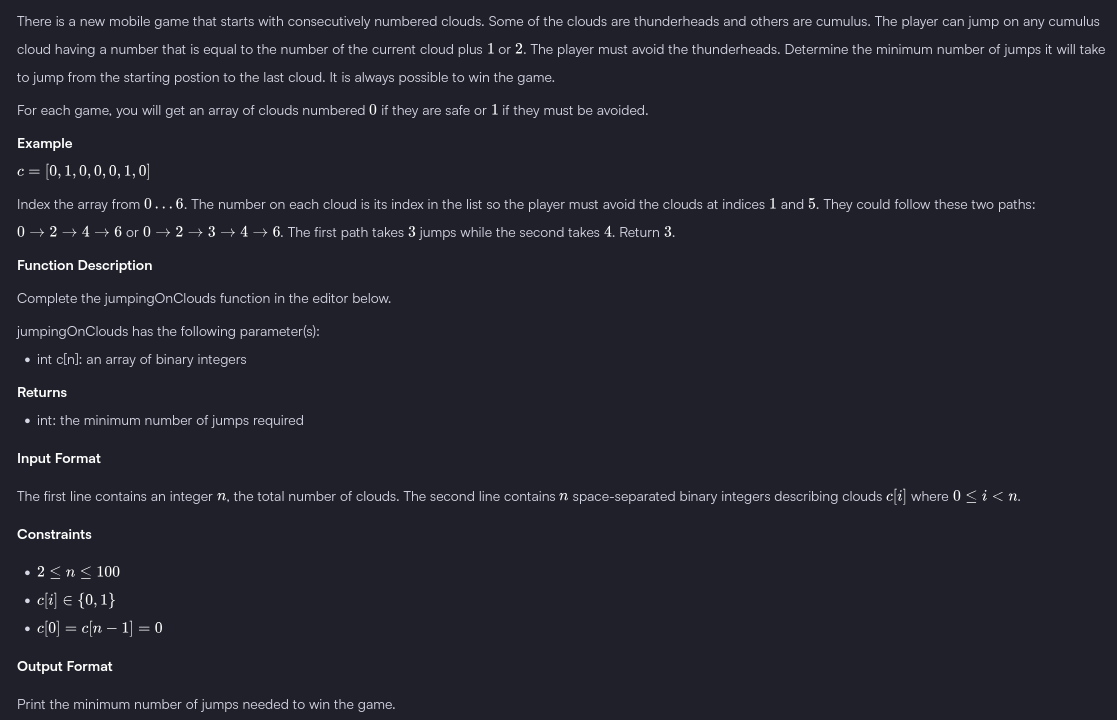 There is a new mobile game that starts with consecutively numbered clouds. Some of the clouds are thunderheads and others are cumulus. The player can jump on any cumulus
cloud having a number that is equal to the number of the current cloud plus 1 or 2. The player must avoid the thunderheads. Determine the minimum number of jumps it will take
to jump from the starting postion to the last cloud. It is always possible to win the game.
For each game, you will get an array of clouds numbered 0 if they are safe or 1 if they must be avoided.
Example
c = [0, 1, 0, 0, 0, 1, 0]
Index the array from 0 . . . 6. The number on each cloud is its index in the list so the player must avoid the clouds at indices 1 and 5. They could follow these two paths:
0 → 2 → 4 → 6 or 0 → 2 → 3 → 4 → 6. The first path takes 3 jumps while the second takes 4. Return 3.
Function Description
Complete the jumpingOnClouds function in the editor below.
jumpingOnClouds has the following parameter(s):
• int c[n]: an array of binary integers
Returns
• int: the minimum number of jumps required
Input Format
The first line contains an integer n, the total number of clouds. The second line contains n space-separated binary integers describing clouds c[i] where 0 ≤ i < n.
Constraints
• 2 ≤ n ≤ 100
• c[i] ∈ {0, 1}
• c[0] = c[n − 1] = 0
Output Format
Print the minimum number of jumps needed to win the game.